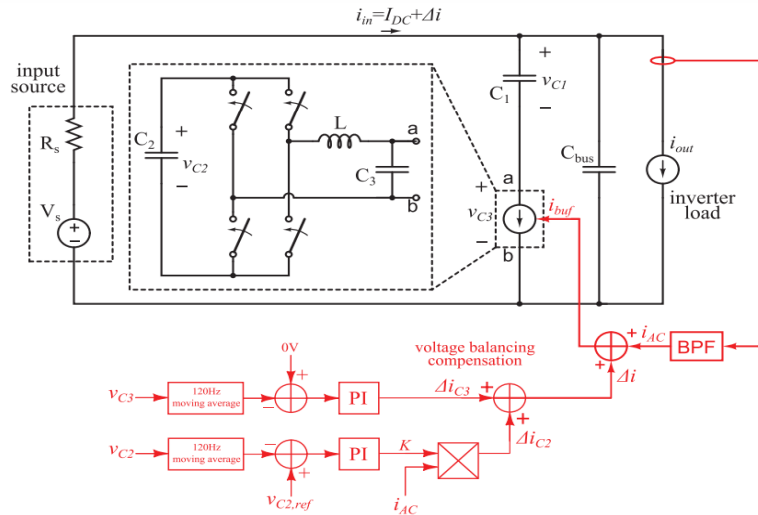 i_in=I_DC+Δi
input
source
R_s
V_s
+
−
C_2
+
v_C2
−
L
C_3
a
b
C_1
+
v_C1
−
a
+
v_C3
−
b
i_buf
C_bus
i_out
inverter
load
voltage balancing
compensation
0V
v_C3
120Hz
moving average
+
−
PI
Δi_C3
+
+
+
+
i_AC
BPF
Δi
v_C2
120Hz
moving average
−
+
PI
K
Δi_C2
v_C2,ref
i_AC